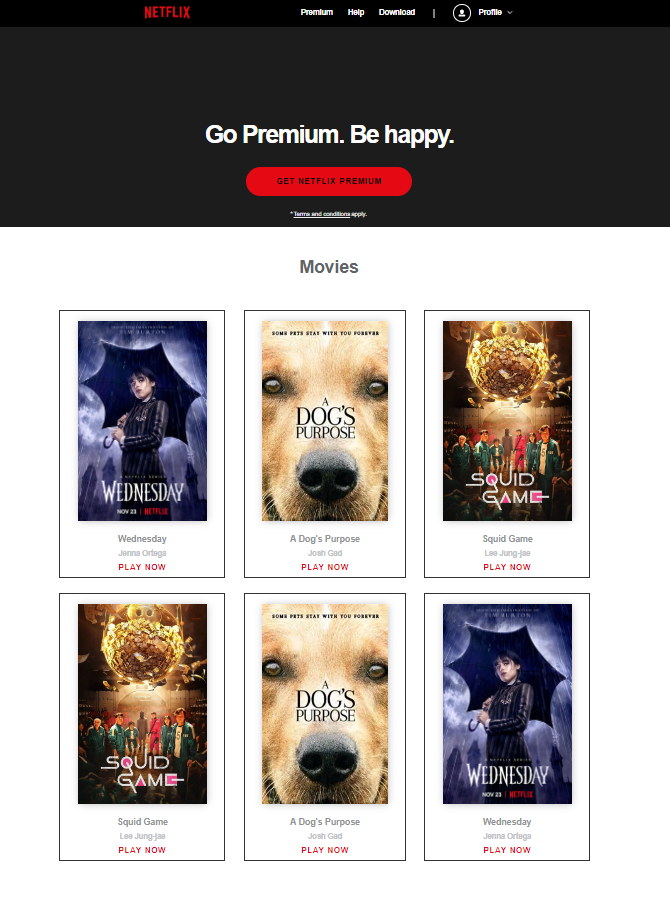 NETFLIX
Premium Help Download | Profile
Go Premium. Be happy.
GET NETFLIX PREMIUM
* Terms and conditions apply.
Movies
TIM BURTON
A NETFLIX SERIES
WEDNESDAY
NOV 23 | NETFLIX
Wednesday
Jenna Ortega
PLAY NOW
SOME PETS STAY WITH YOU FOREVER
A
DOG'S
PURPOSE
A Dog's Purpose
Josh Gad
PLAY NOW
SQUID
GAME
Squid Game
Lee Jung-jae
PLAY NOW
SQUID
GAME
Squid Game
Lee Jung-jae
PLAY NOW
SOME PETS STAY WITH YOU FOREVER
A
DOG'S
PURPOSE
A Dog's Purpose
Josh Gad
PLAY NOW
TIM BURTON
A NETFLIX SERIES
WEDNESDAY
NOV 23 | NETFLIX
Wednesday
Jenna Ortega
PLAY NOW